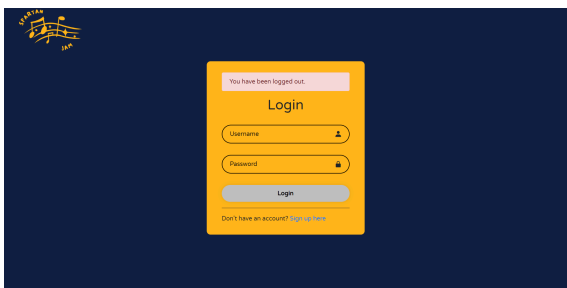 SPARTAN
JAM
You have been logged out.
Login
Username
Password
Login
Don't have an account? Sign up here